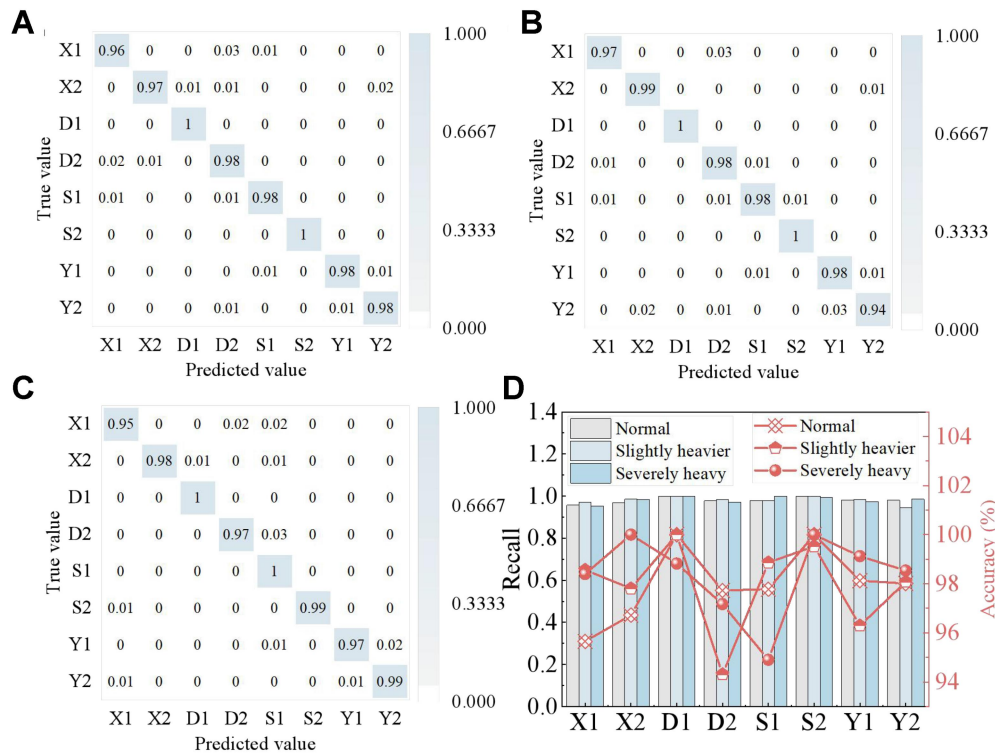 A
True value
X1 0.96 0 0 0.03 0.01 0 0 0
X2 0 0.97 0.01 0.01 0 0 0 0.02
D1 0 0 1 0 0 0 0 0
D2 0.02 0.01 0 0.98 0 0 0 0
S1 0.01 0 0 0.01 0.98 0 0 0
S2 0 0 0 0 0 1 0 0
Y1 0 0 0 0 0.01 0 0.98 0.01
Y2 0 0 0 0.01 0 0 0.01 0.98
X1 X2 D1 D2 S1 S2 Y1 Y2
Predicted value
1.000
0.6667
0.3333
0.000
B
True value
X1 0.97 0 0 0.03 0 0 0 0
X2 0 0.99 0 0 0 0 0 0.01
D1 0 0 1 0 0 0 0 0
D2 0.01 0 0 0.98 0.01 0 0 0
S1 0.01 0 0 0.01 0.98 0.01 0 0
S2 0 0 0 0 0 1 0 0
Y1 0 0 0 0 0.01 0 0.98 0.01
Y2 0 0.02 0 0.01 0 0 0.03 0.94
X1 X2 D1 D2 S1 S2 Y1 Y2
Predicted value
1.000
0.6667
0.3333
0.000
C
True value
X1 0.95 0 0 0.02 0.02 0 0 0
X2 0 0.98 0.01 0 0.01 0 0 0
D1 0 0 1 0 0 0 0 0
D2 0 0 0 0.97 0.03 0 0 0
S1 0 0 0 0 1 0 0 0
S2 0.01 0 0 0 0 0.99 0 0
Y1 0 0 0 0 0.01 0 0.97 0.02
Y2 0.01 0 0 0 0 0 0.01 0.99
X1 X2 D1 D2 S1 S2 Y1 Y2
Predicted value
1.000
0.6667
0.3333
0.000
D
Recall
1.4
1.2
1.0
0.8
0.6
0.4
0.2
0.0
Normal
Slightly heavier
Severely heavy
Normal
Slightly heavier
Severely heavy
104
102
100
98
96
94
Accuracy (%)
X1 X2 D1 D2 S1 S2 Y1 Y2